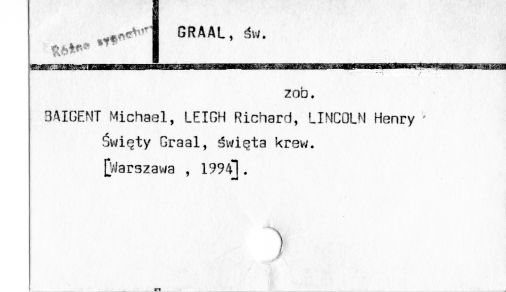 Różne sygnatury
GRAAL, św.
zob.
BAIGENT Michael, LEIGH Richard, LINCOLN Henry
Święty Graal, święta krew.
[Warszawa , 1994].